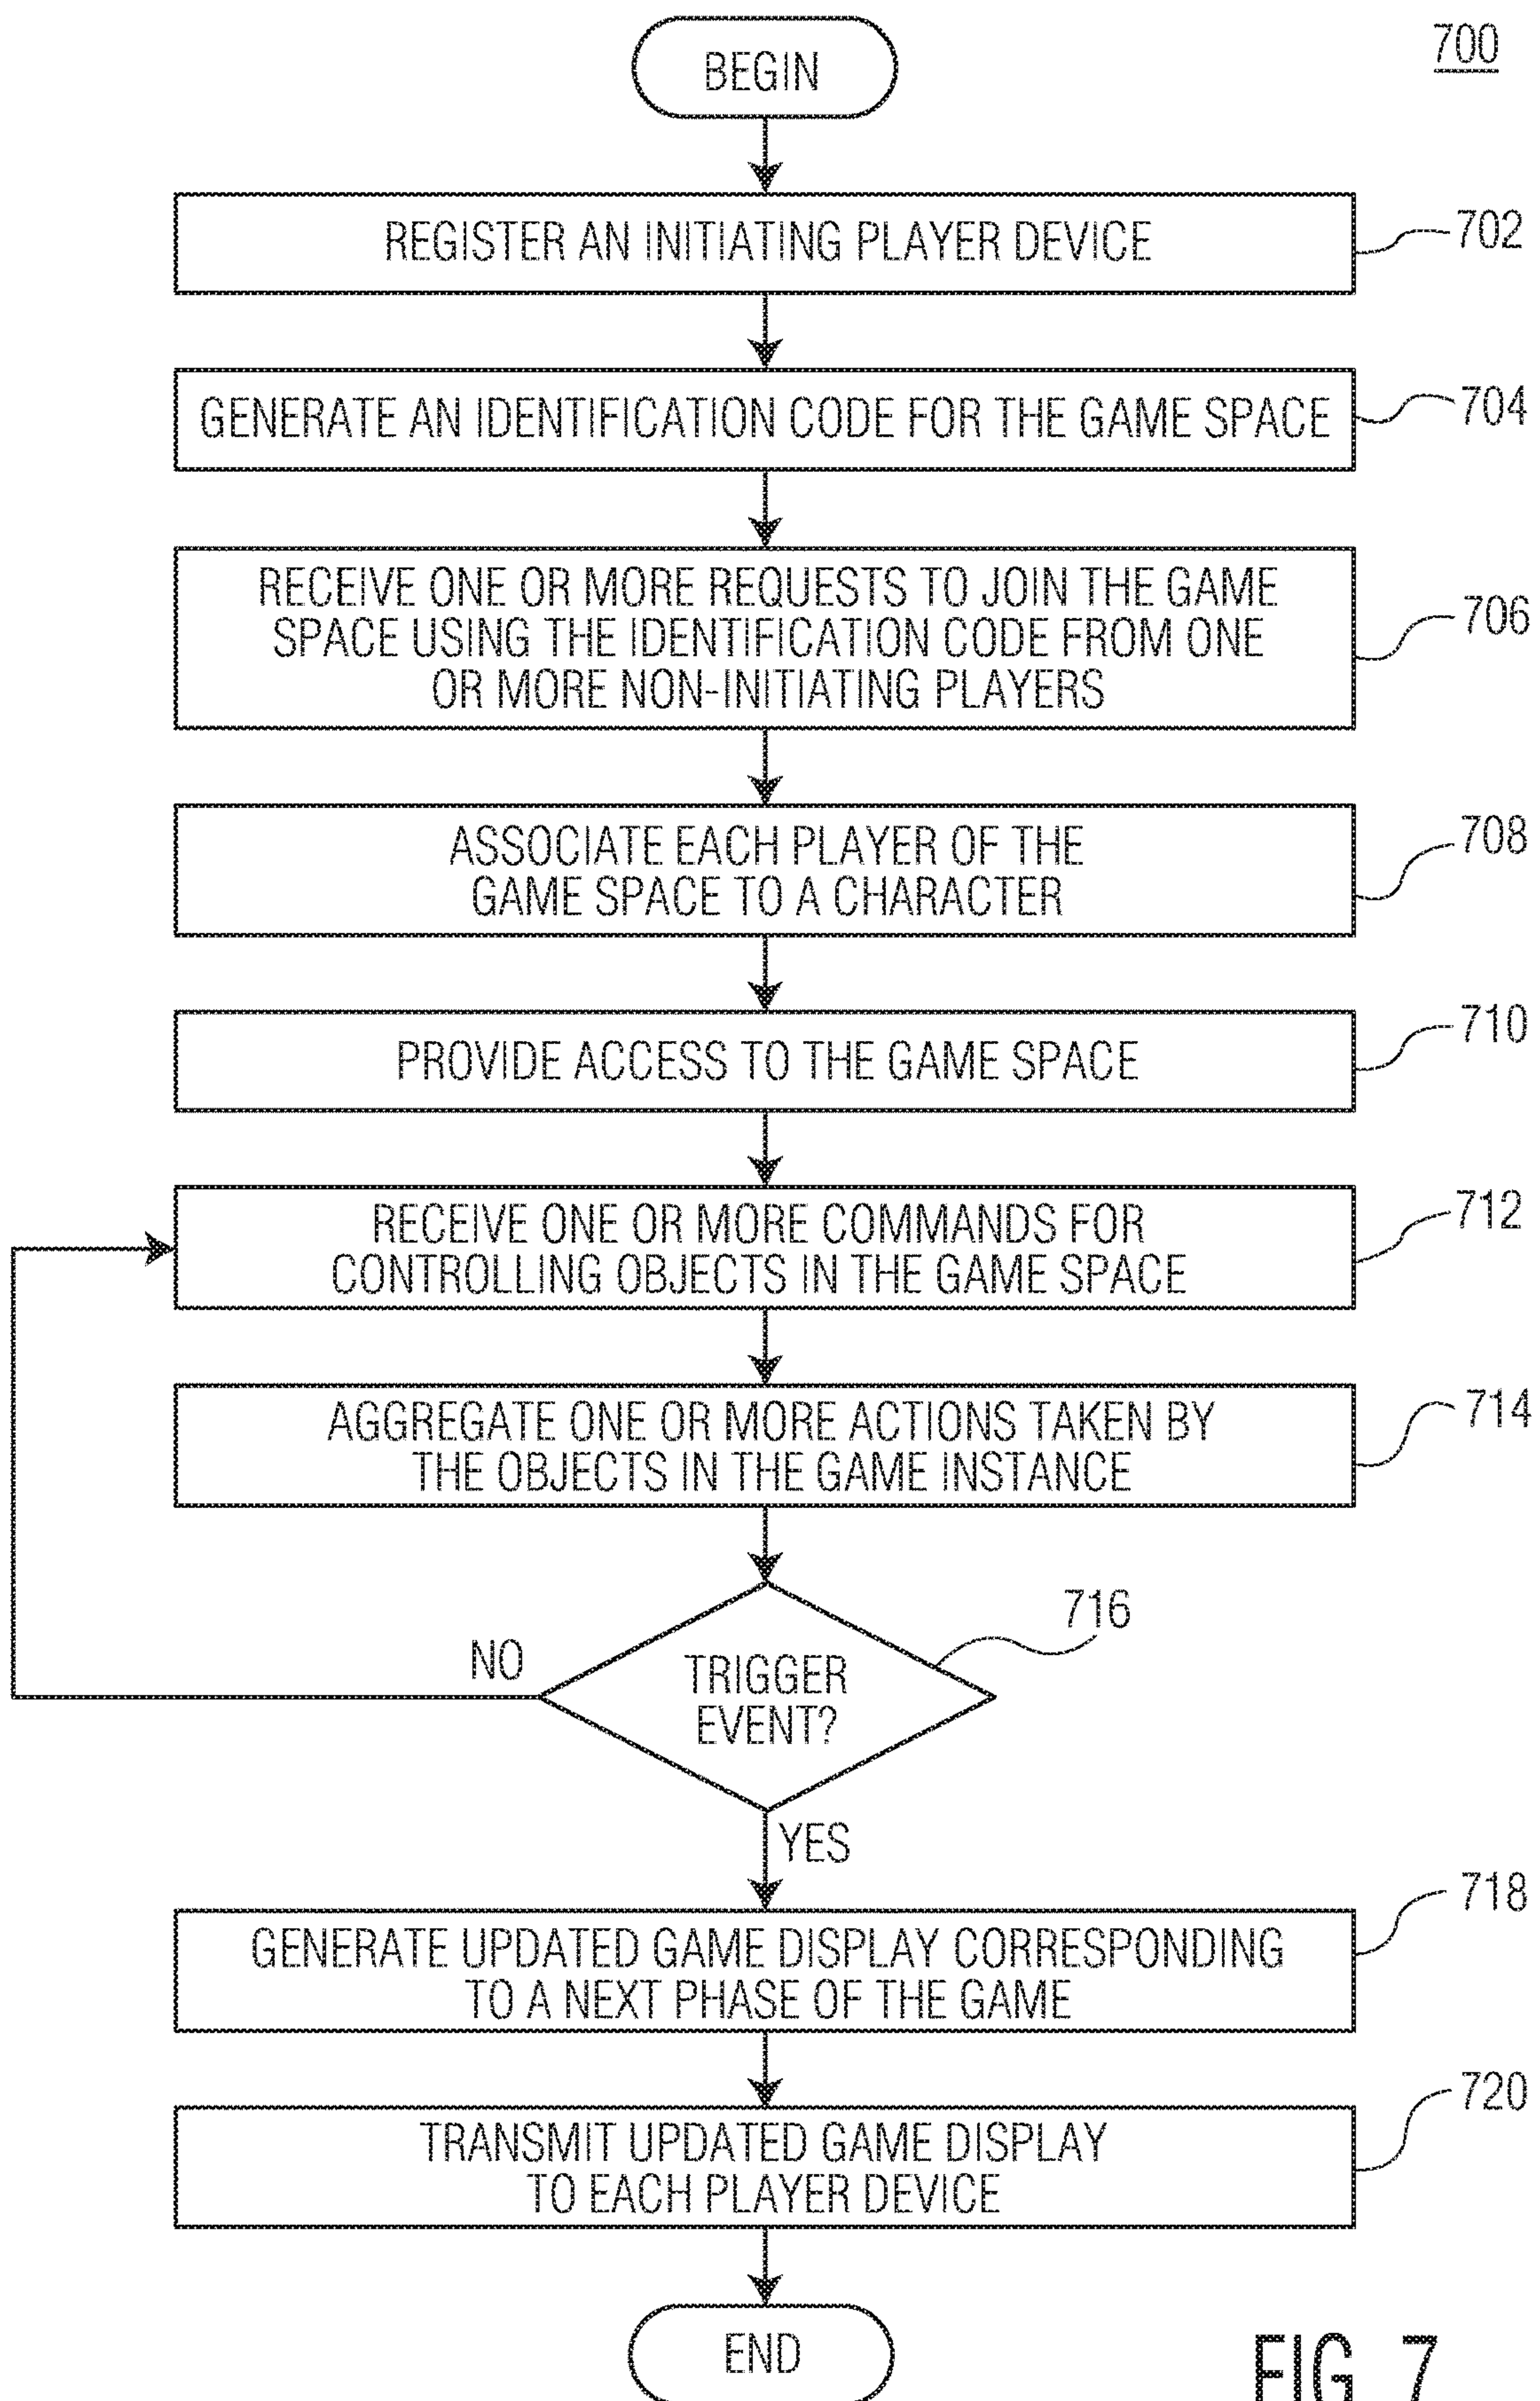 700
BEGIN
REGISTER AN INITIATING PLAYER DEVICE
702
GENERATE AN IDENTIFICATION CODE FOR THE GAME SPACE
704
RECEIVE ONE OR MORE REQUESTS TO JOIN THE GAME
SPACE USING THE IDENTIFICATION CODE FROM ONE
OR MORE NON-INITIATING PLAYERS
706
ASSOCIATE EACH PLAYER OF THE
GAME SPACE TO A CHARACTER
708
PROVIDE ACCESS TO THE GAME SPACE
710
RECEIVE ONE OR MORE COMMANDS FOR
CONTROLLING OBJECTS IN THE GAME SPACE
712
AGGREGATE ONE OR MORE ACTIONS TAKEN BY
THE OBJECTS IN THE GAME INSTANCE
714
TRIGGER
EVENT?
716
NO
YES
GENERATE UPDATED GAME DISPLAY CORRESPONDING
TO A NEXT PHASE OF THE GAME
718
TRANSMIT UPDATED GAME DISPLAY
TO EACH PLAYER DEVICE
720
END
FIG. 7